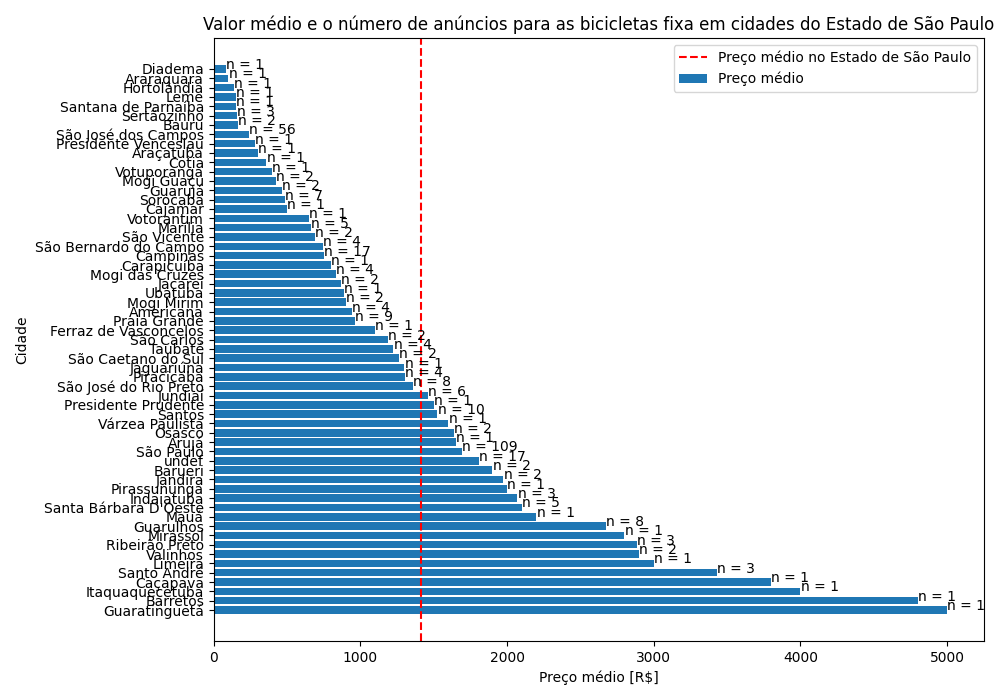 Valor médio e o número de anúncios para as bicicletas fixa em cidades do Estado de São Paulo
Preço médio no Estado de São Paulo
Preço médio
Cidade
Diadema n = 1
Araraquara n = 1
Hortolândia n = 1
Leme n = 1
Santana de Parnaíba n = 1
Sertãozinho n = 3
Bauru n = 2
São José dos Campos n = 56
Presidente Venceslau n = 1
Araçatuba n = 1
Cotia n = 1
Votuporanga n = 1
Mogi Guaçu n = 2
Guarujá n = 2
Sorocaba n = 7
Cajamar n = 1
Votorantim n = 1
Marília n = 5
São Vicente n = 2
São Bernardo do Campo n = 4
Campinas n = 17
Carapicuíba n = 1
Mogi das Cruzes n = 4
Jacareí n = 2
Ubatuba n = 1
Mogi Mirim n = 2
Americana n = 4
Praia Grande n = 9
Ferraz de Vasconcelos n = 1
São Carlos n = 2
Taubaté n = 4
São Caetano do Sul n = 2
Jaguariúna n = 1
Piracicaba n = 4
São José do Rio Preto n = 8
Jundiaí n = 6
Presidente Prudente n = 1
Santos n = 10
Várzea Paulista n = 1
Osasco n = 2
Arujá n = 1
São Paulo n = 109
undef n = 17
Barueri n = 2
Jandira n = 2
Pirassununga n = 1
Indaiatuba n = 3
Santa Bárbara D'Oeste n = 5
Mauá n = 1
Guarulhos n = 8
Mirassol n = 1
Ribeirão Preto n = 3
Valinhos n = 2
Limeira n = 1
Santo André n = 3
Caçapava n = 1
Itaquaquecetuba n = 1
Barretos n = 1
Guaratinguetá n = 1
0 1000 2000 3000 4000 5000
Preço médio [R$]